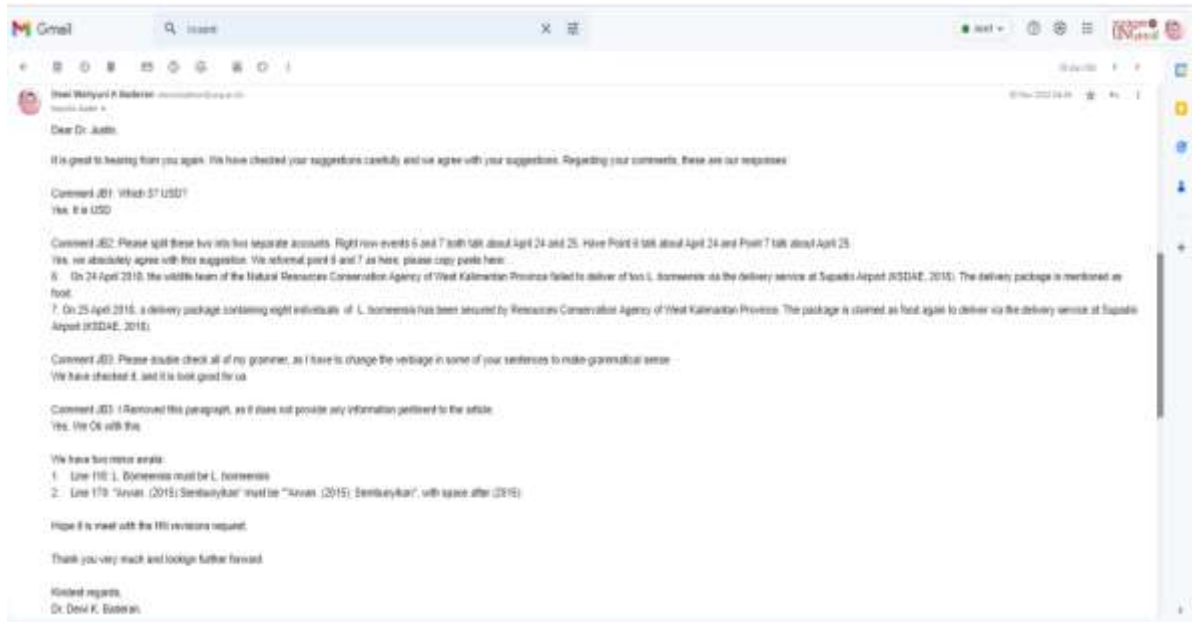 Gmail
Dewi Wahyuni K Baderan
Dear Dr. Justin,
It is great to hearing from you again. We have checked your suggestions carefully and we agree with your suggestions. Regarding your comments, these are our responses:
Comment JB1: Which $? USD?
Yes. It is USD
Comment JB2: Please split these two into two separate accounts. Right now events 6 and 7 both talk about April 24 and 25. Have Point 6 talk about April 24 and Point 7 talk about April 25.
Yes, we absolutely agree with this suggestion. We reformat point 6 and 7 as here, please copy paste here:
6. On 24 April 2018, the wildlife team of the Natural Resources Conservation Agency of West Kalimantan Province failed to deliver of two L. borneensis via the delivery service at Supadio Airport (KSDAE, 2018). The delivery package is mentioned as
food.
7. On 25 April 2018, a delivery package containing eight individuals of L. borneensis has been secured by Resources Conservation Agency of West Kalimantan Province. The package is claimed as food again to deliver via the delivery service at Supadio
Airport (KSDAE, 2018).
Comment JB3: Please double check all of my grammer, as I have to change the verbiage in some of your sentences to make grammatical sense
We have checked it, and it is look good for us
Comment JB3: I Removed this paragraph, as it does not provide any information pertinent to the article.
Yes. We Ok with this.
We have two minor errata:
1. Line 118: L. Borneensis must be L. borneensis
2. Line 179: "Arwan. (2015) Sembunyikan" must be ""Arwan. (2015). Sembunyikan", with space after (2015).
Hope it is meet with the HN revisions request.
Thank you very much and lookign futher forward
Kindest regards,
Dr. Dewi K. Baderan.